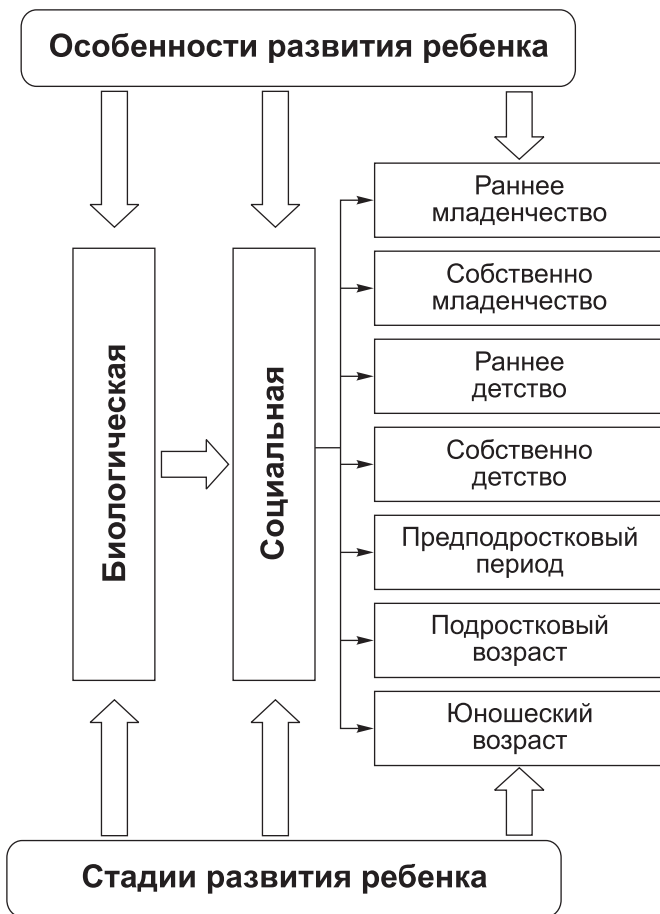 Особенности развития ребенка
Биологическая
Социальная
Раннее
младенчество
Собственно
младенчество
Раннее
детство
Собственно
детство
Предподростковый
период
Подростковый
возраст
Юношеский
возраст
Стадии развития ребенка